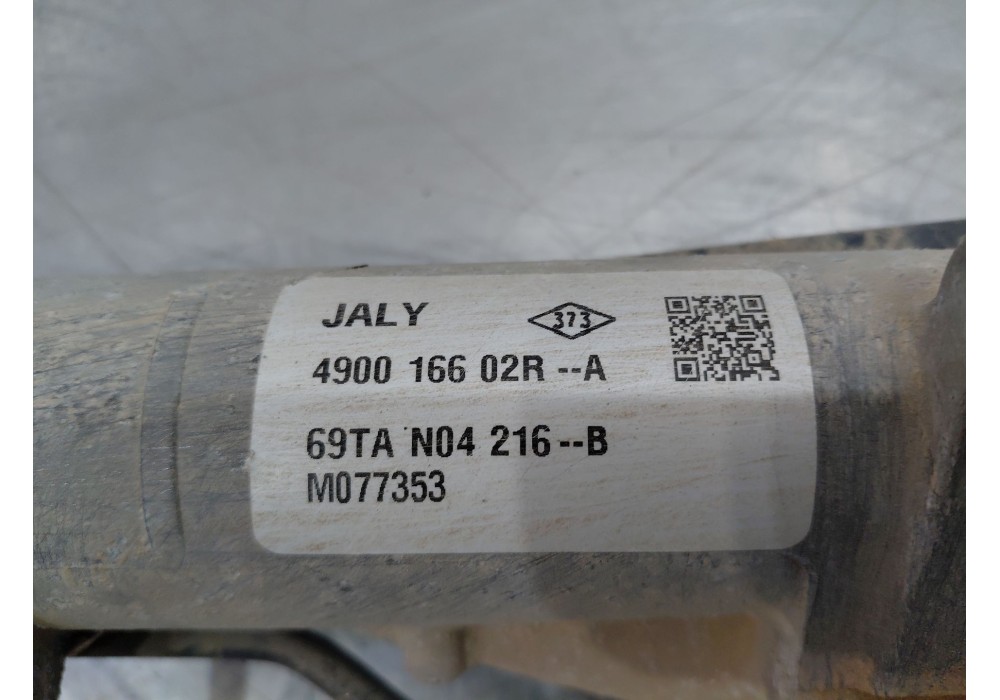 JALY 373
4900 166 02R --A
69TA N04 216--B
M077353